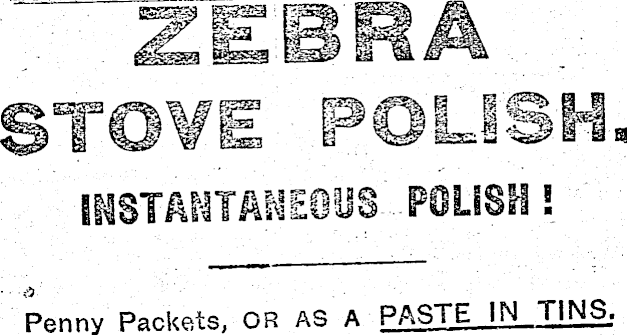 ZEBRA
STOVE POLISH.
INSTANTANEOUS POLISH!
Penny Packets, OR AS A PASTE IN TINS.